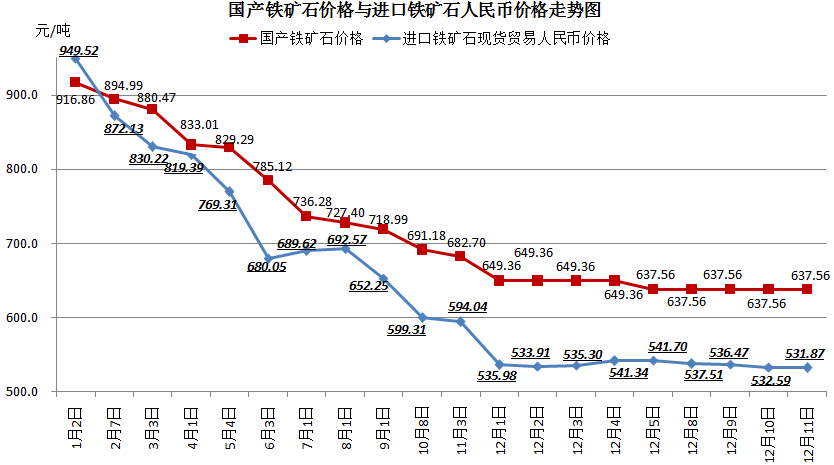 国产铁矿石价格与进口铁矿石人民币价格走势图
元/吨
国产铁矿石价格 进口铁矿石现货贸易人民币价格
949.52
916.86 894.99 880.47
900.0
872.13 833.01 829.29
830.22 819.39
800.0
785.12
769.31 736.28 727.40 718.99
700.0
680.05 689.62 692.57 691.18 682.70
652.25 649.36 649.36 649.36 649.36 637.56 637.56 637.56 637.56 637.56
600.0
599.31 594.04
535.98 533.91 535.30 541.34 541.70 537.51 536.47 532.59 531.87
500.0
1月2日 2月7日 3月3日 4月1日 5月4日 6月3日 7月1日 8月1日 9月1日 10月8日 11月3日 12月1日 12月2日 12月3日 12月4日 12月5日 12月8日 12月9日 12月10日 12月11日